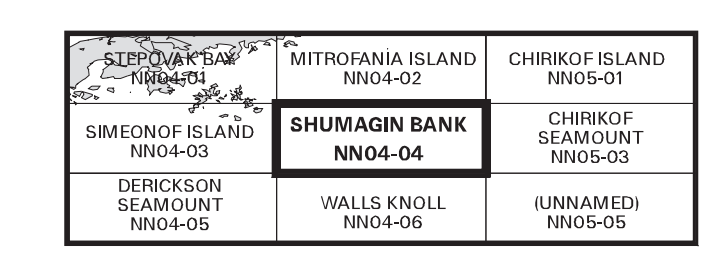 STEPOVAK BAY
NN04-01
MITROFANIA ISLAND
NN04-02
CHIRIKOF ISLAND
NN05-01
SIMEONOF ISLAND
NN04-03
SHUMAGIN BANK
NN04-04
CHIRIKOF
SEAMOUNT
NN05-03
DERICKSON
SEAMOUNT
NN04-05
WALLS KNOLL
NN04-06
(UNNAMED)
NN05-05